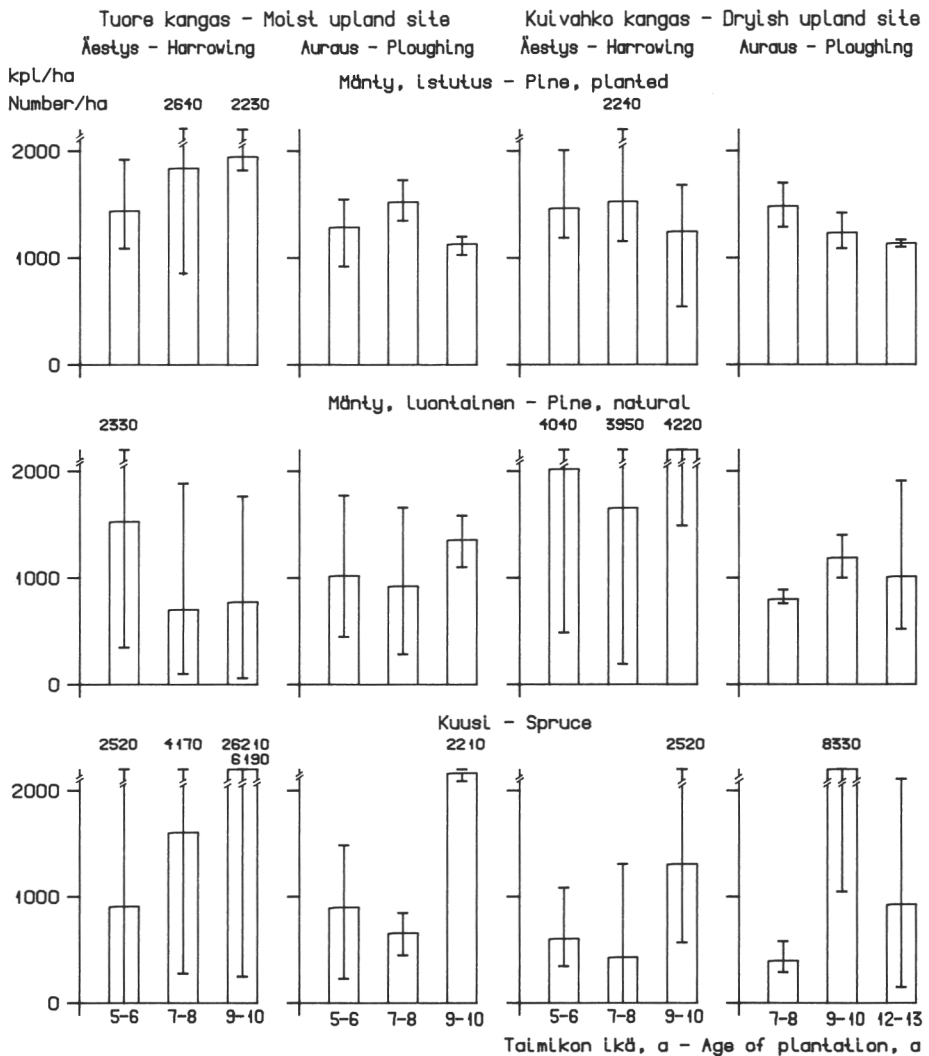 Tuore kangas - Moist upland site Kuivahko kangas - Dryish upland site
Äestys - Harrowing Auraus - Ploughing Äestys - Harrowing Auraus - Ploughing
kpl/ha
Mänty, istutus - Pine, planted
Number/ha 2640 2230 2240
2000
1000
0
Mänty, luontainen - Pine, natural
2330 4040 3950 4220
2000
1000
0
Kuusi - Spruce
2520 4170 26210 2210 2520 8330
6190
2000
1000
0
5-6 7-8 9-10 5-6 7-8 9-10 5-6 7-8 9-10 7-8 9-10 12-13
Taimikon ikä, a - Age of plantation, a